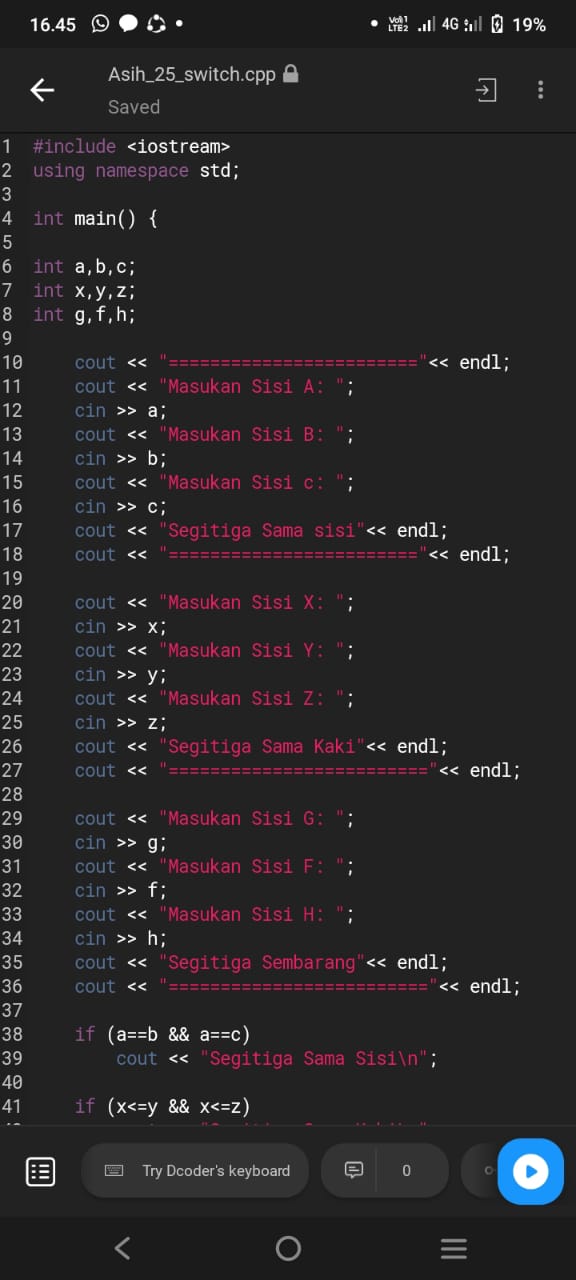 16.45
Voll1 LTE2 4G 19%
Asih_25_switch.cpp
Saved
1 #include <iostream>
2 using namespace std;
3
4 int main() {
5
6 int a,b,c;
7 int x,y,z;
8 int g,f,h;
9
10 cout << "========================"<< endl;
11 cout << "Masukan Sisi A: ";
12 cin >> a;
13 cout << "Masukan Sisi B: ";
14 cin >> b;
15 cout << "Masukan Sisi c: ";
16 cin >> c;
17 cout << "Segitiga Sama sisi"<< endl;
18 cout << "========================"<< endl;
19
20 cout << "Masukan Sisi X: ";
21 cin >> x;
22 cout << "Masukan Sisi Y: ";
23 cin >> y;
24 cout << "Masukan Sisi Z: ";
25 cin >> z;
26 cout << "Segitiga Sama Kaki"<< endl;
27 cout << "========================="<< endl;
28
29 cout << "Masukan Sisi G: ";
30 cin >> g;
31 cout << "Masukan Sisi F: ";
32 cin >> f;
33 cout << "Masukan Sisi H: ";
34 cin >> h;
35 cout << "Segitiga Sembarang"<< endl;
36 cout << "========================="<< endl;
37
38 if (a==b && a==c)
39 cout << "Segitiga Sama Sisi\n";
40
41 if (x<=y && x<=z)
Try Dcoder's keyboard
0